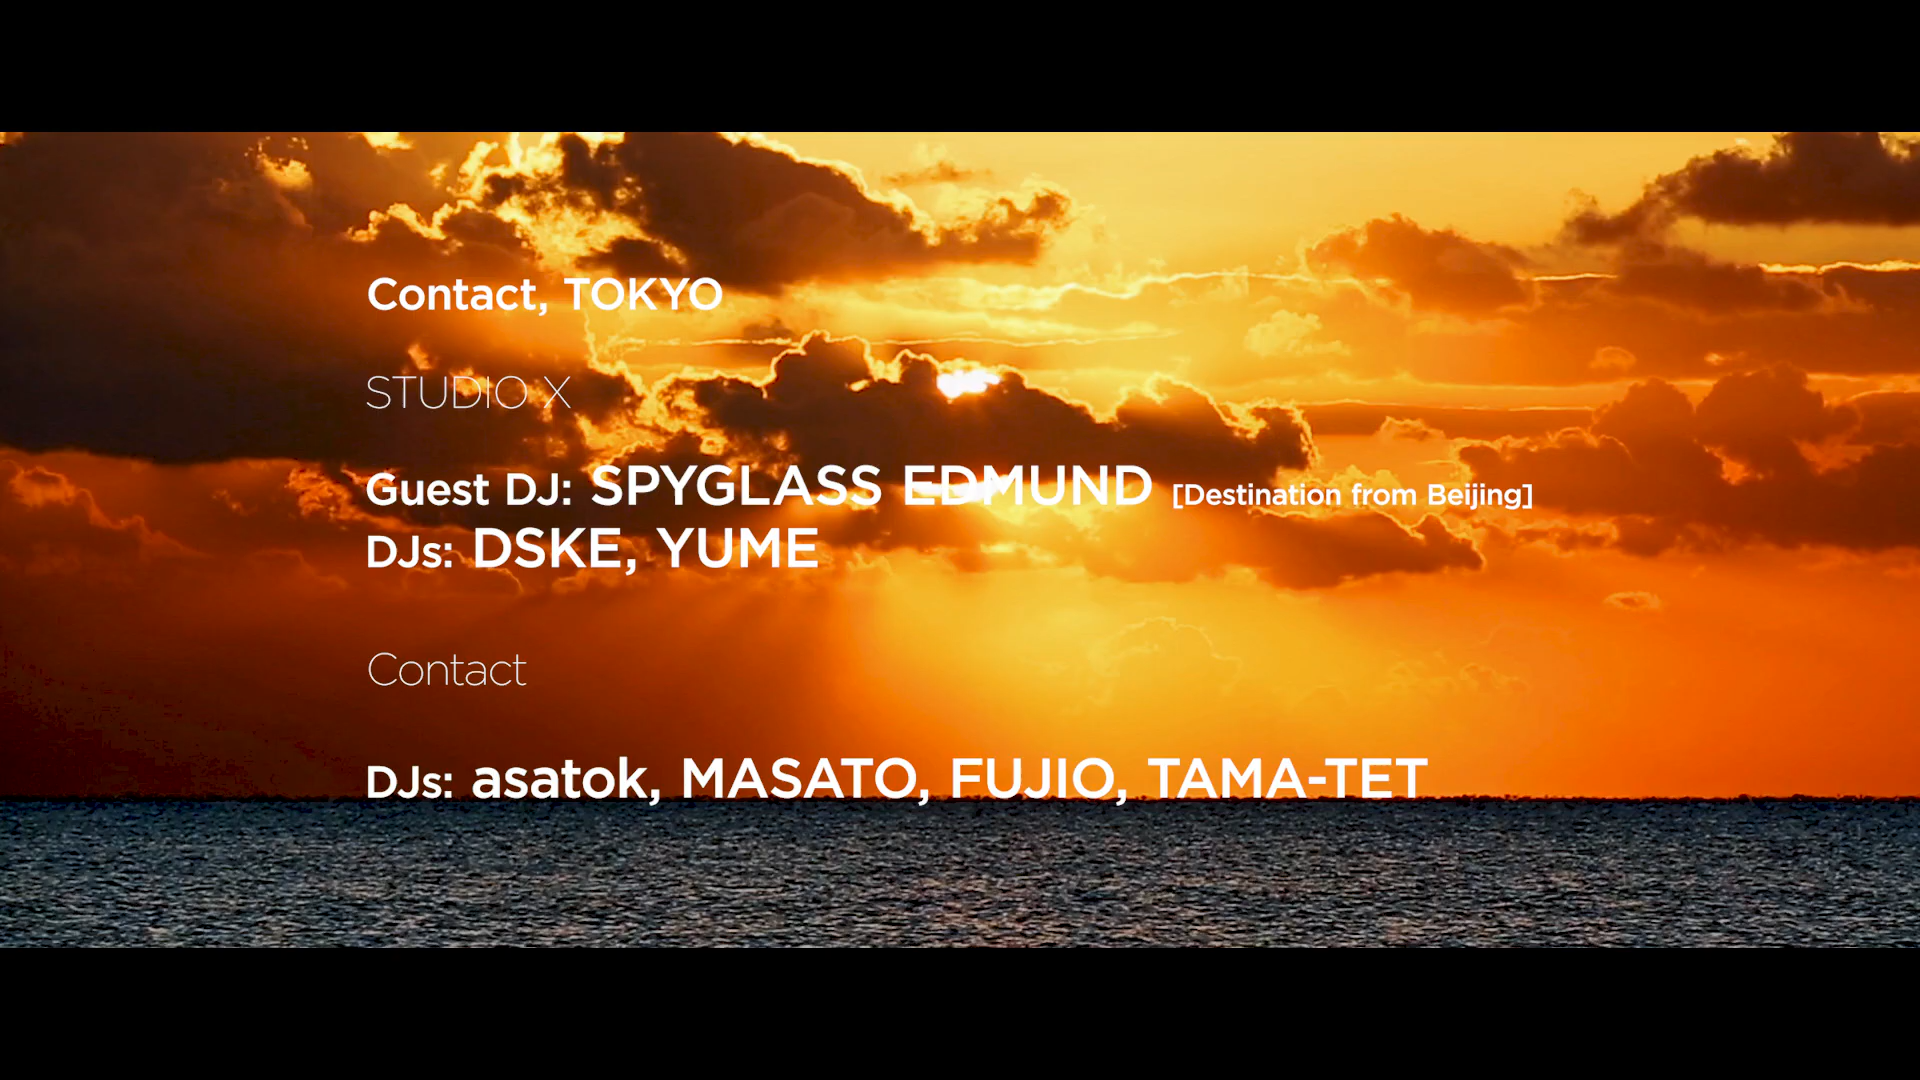 Contact, TOKYO
STUDIO X
Guest DJ: SPYGLASS EDMUND [Destination from Beijing]
DJs: DSKE, YUME
Contact
DJs: asatok, MASATO, FUJIO, TAMA-TET